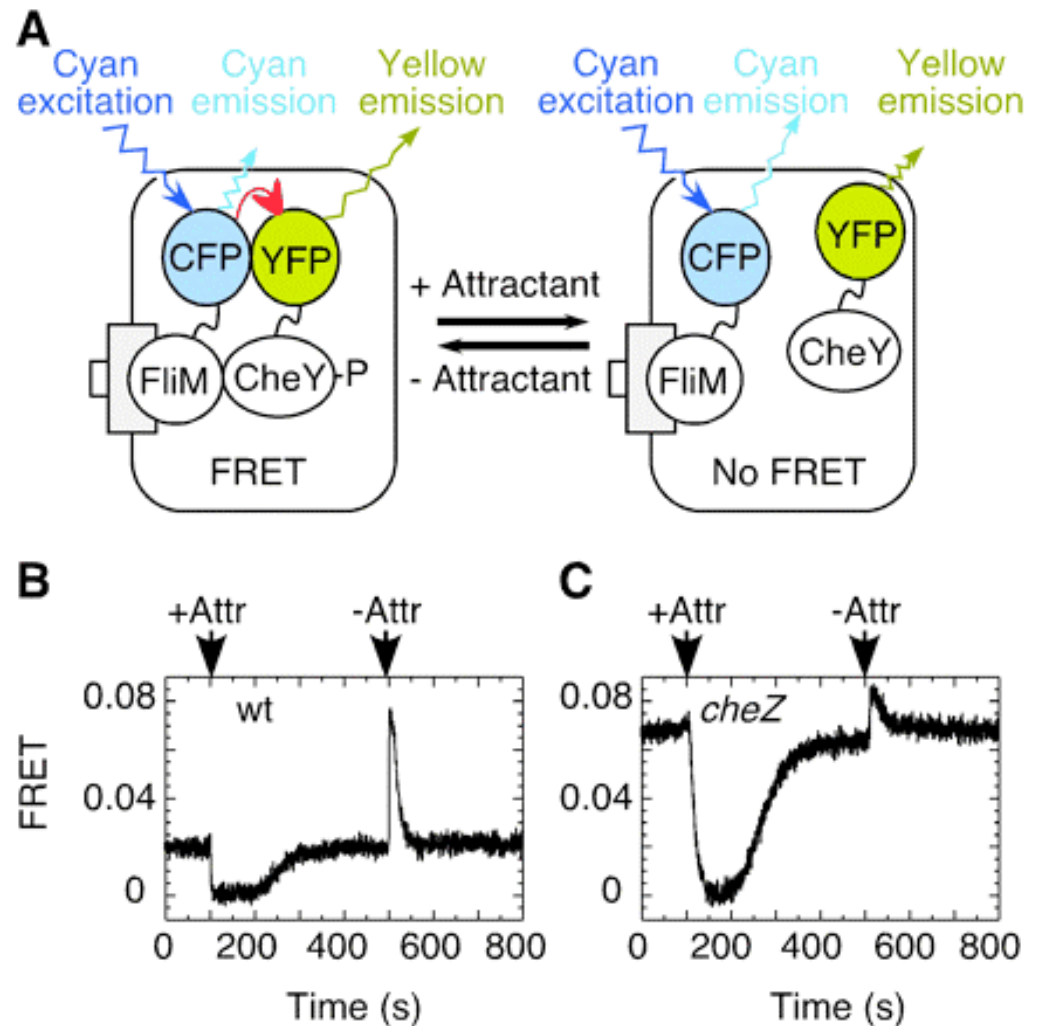 A
Cyan excitation
Cyan emission
Yellow emission
CFP
YFP
FliM
CheY
-P
FRET
+ Attractant
- Attractant
Cyan excitation
Cyan emission
Yellow emission
CFP
YFP
FliM
CheY
No FRET
B
+Attr
-Attr
wt
FRET
0.08
0.04
0
0 200 400 600 800
Time (s)
C
+Attr
-Attr
cheZ
0.08
0.04
0
0 200 400 600 800
Time (s)